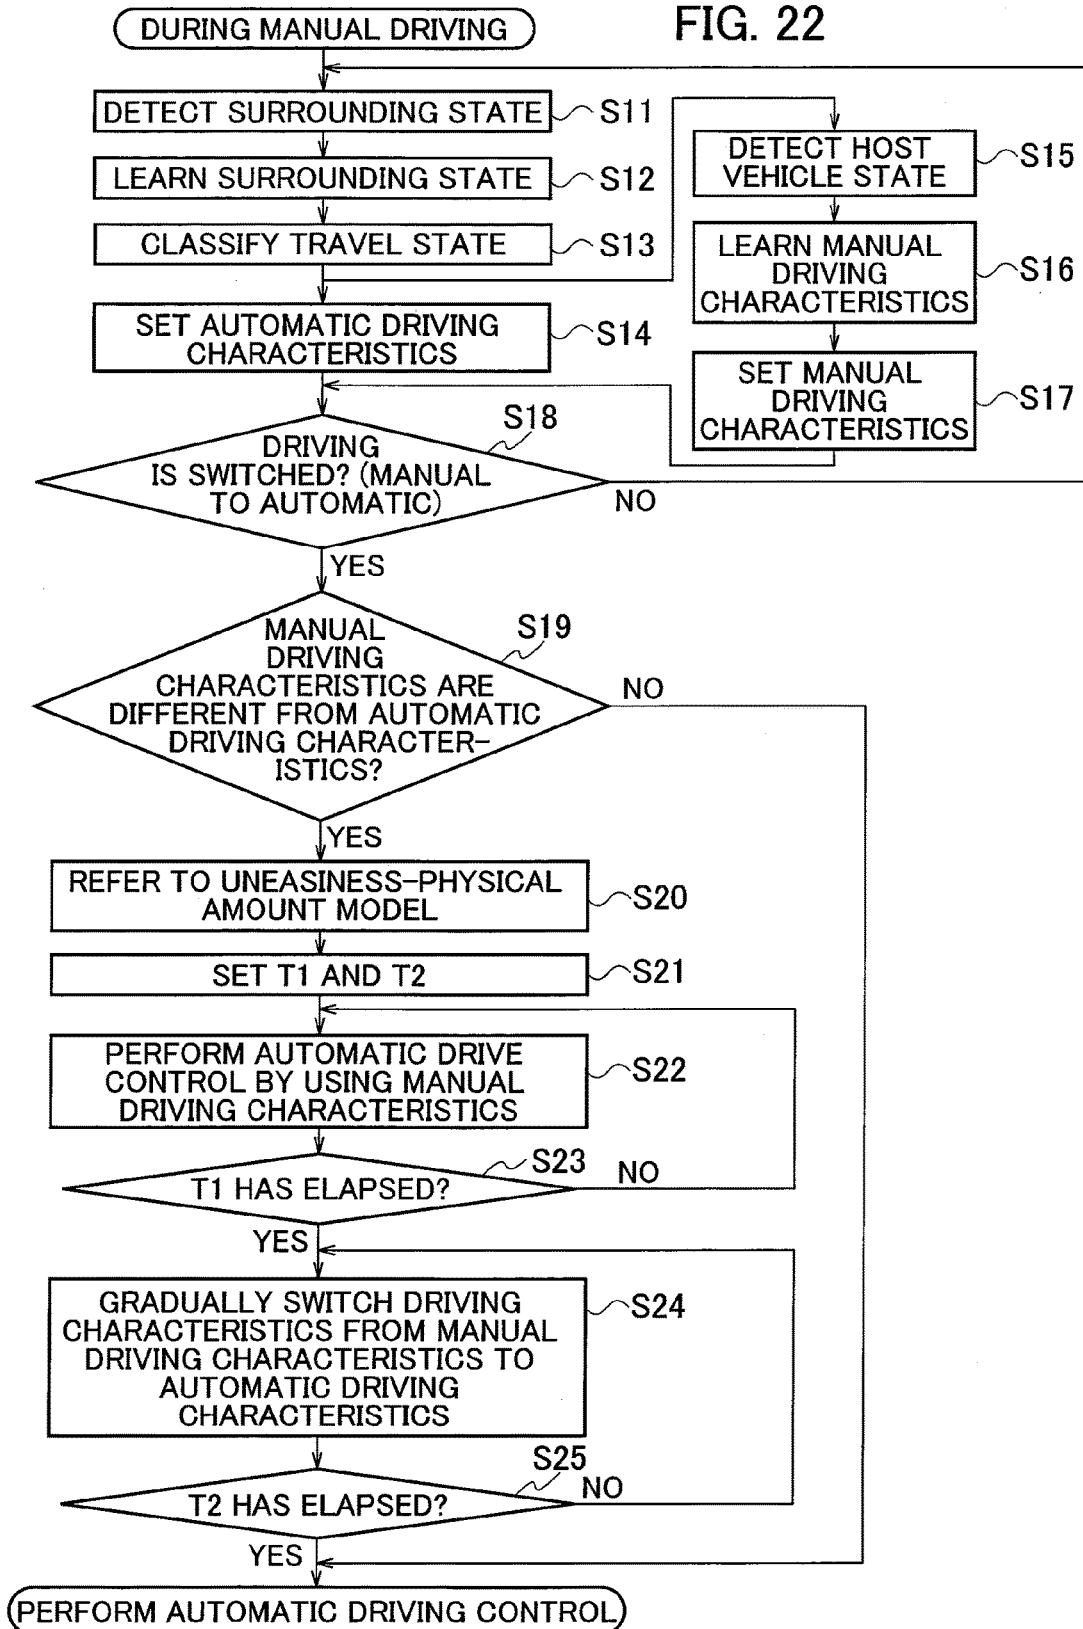 FIG. 22
DURING MANUAL DRIVING
DETECT SURROUNDING STATE
S11
LEARN SURROUNDING STATE
S12
CLASSIFY TRAVEL STATE
S13
SET AUTOMATIC DRIVING
CHARACTERISTICS
S14
DETECT HOST
VEHICLE STATE
S15
LEARN MANUAL
DRIVING
CHARACTERISTICS
S16
SET MANUAL
DRIVING
CHARACTERISTICS
S17
S18
DRIVING
IS SWITCHED? (MANUAL
TO AUTOMATIC)
NO
YES
S19
MANUAL
DRIVING
CHARACTERISTICS ARE
DIFFERENT FROM AUTOMATIC
DRIVING CHARACTER-
ISTICS?
NO
YES
REFER TO UNEASINESS-PHYSICAL
AMOUNT MODEL
S20
SET T1 AND T2
S21
PERFORM AUTOMATIC DRIVE
CONTROL BY USING MANUAL
DRIVING CHARACTERISTICS
S22
S23
T1 HAS ELAPSED?
NO
YES
GRADUALLY SWITCH DRIVING
CHARACTERISTICS FROM MANUAL
DRIVING CHARACTERISTICS TO
AUTOMATIC DRIVING
CHARACTERISTICS
S24
S25
T2 HAS ELAPSED?
NO
YES
PERFORM AUTOMATIC DRIVING CONTROL